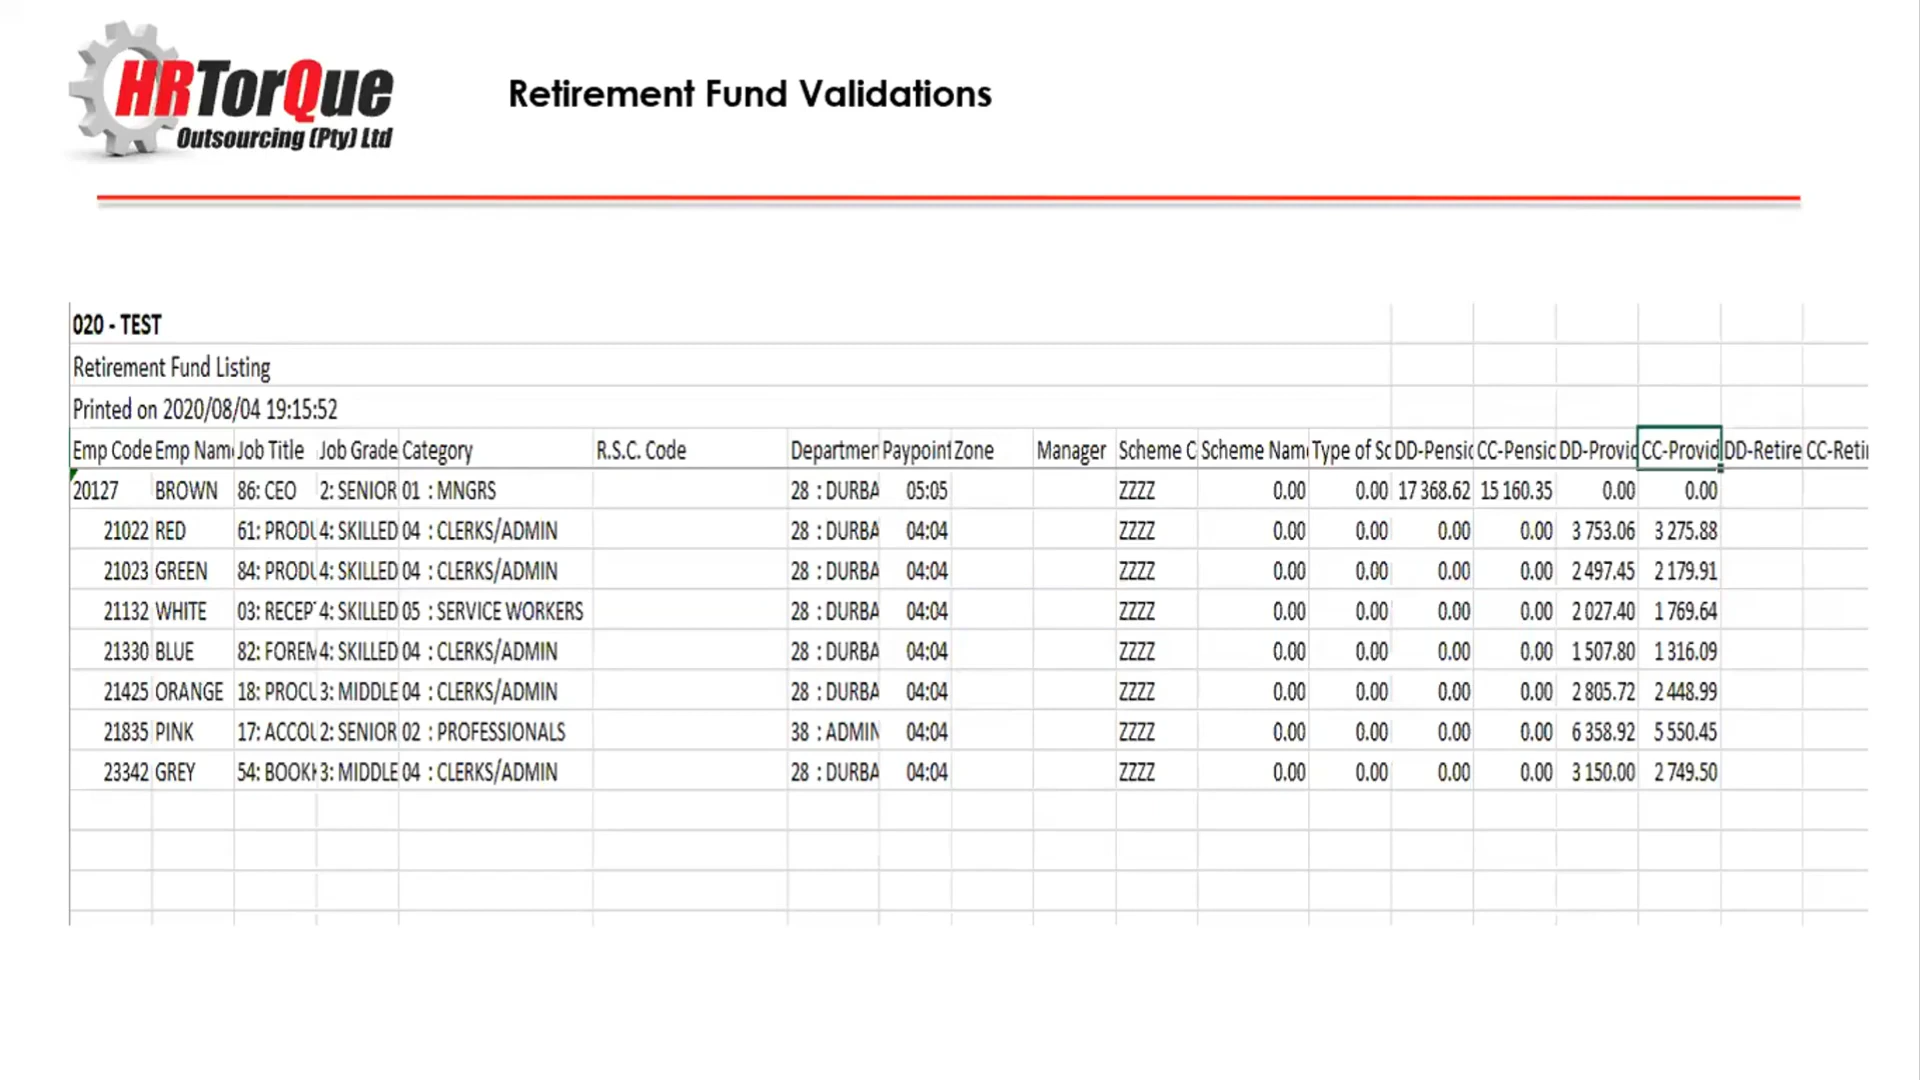 HRTorQue
Outsourcing (Pty) Ltd
Retirement Fund Validations
020 - TEST
Retirement Fund Listing
Printed on 2020/08/04 19:15:52
Emp Code Emp Nam Job Title Job Grade Category R.S.C. Code Departmen Paypoint Zone Manager Scheme C Scheme Nam Type of Sc DD-Pensic CC-Pensic DD-Provic CC-Provid DD-Retire CC-Retir
20127 BROWN 86: CEO 2: SENIOR 01 : MNGRS 28 : DURBA 05:05 ZZZZ 0.00 0.00 17 368.62 15 160.35 0.00 0.00
21022 RED 61: PRODU 4: SKILLED 04 : CLERKS/ADMIN 28 : DURBA 04:04 ZZZZ 0.00 0.00 0.00 0.00 3 753.06 3 275.88
21023 GREEN 84: PRODU 4: SKILLED 04 : CLERKS/ADMIN 28 : DURBA 04:04 ZZZZ 0.00 0.00 0.00 0.00 2 497.45 2 179.91
21132 WHITE 03: RECEP 4: SKILLED 05 : SERVICE WORKERS 28 : DURBA 04:04 ZZZZ 0.00 0.00 0.00 0.00 2 027.40 1 769.64
21330 BLUE 82: FOREM 4: SKILLED 04 : CLERKS/ADMIN 28 : DURBA 04:04 ZZZZ 0.00 0.00 0.00 0.00 1 507.80 1 316.09
21425 ORANGE 18: PROCU 3: MIDDLE 04 : CLERKS/ADMIN 28 : DURBA 04:04 ZZZZ 0.00 0.00 0.00 0.00 2 805.72 2 448.99
21835 PINK 17: ACCOU 2: SENIOR 02 : PROFESSIONALS 38 : ADMIN 04:04 ZZZZ 0.00 0.00 0.00 0.00 6 358.92 5 550.45
23342 GREY 54: BOOKK 3: MIDDLE 04 : CLERKS/ADMIN 28 : DURBA 04:04 ZZZZ 0.00 0.00 0.00 0.00 3 150.00 2 749.50